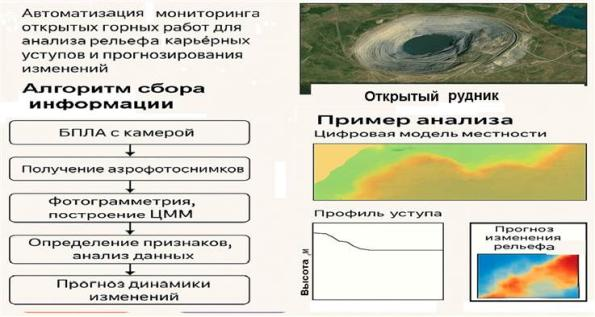 Автоматизация мониторинга
открытых горных работ для
анализа рельефа карьерных
уступов и прогнозирования
изменений
Алгоритм сбора
информации
БПЛА с камерой
Получение аэрофотоснимков
Фотограмметрия,
построение ЦММ
Определение признаков,
анализ данных
Прогноз динамики
изменений
Открытый рудник
Пример анализа
Цифровая модель местности
Профиль уступа
Высота ,м
Прогноз
изменения
рельефа